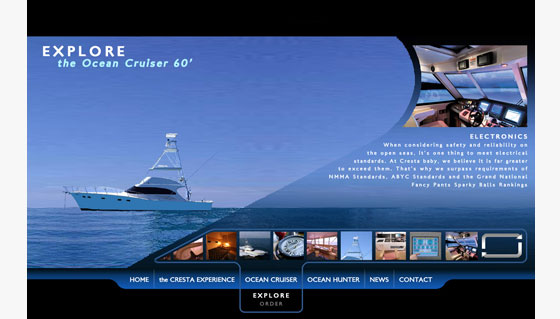 EXPLORE
the Ocean Cruiser 60'
ELECTRONICS
When considering safety and reliability on
the open seas, it's one thing to meet electrical
standards. At Cresta baby, we believe it is far greater
to exceed them. That's why we surpass requirements of
NMMA Standards, ABYC Standards and the Grand National
Fancy Pants Sparky Balls Rankings
HOME
the CRESTA EXPERIENCE
OCEAN CRUISER
OCEAN HUNTER
NEWS
CONTACT
EXPLORE
ORDER